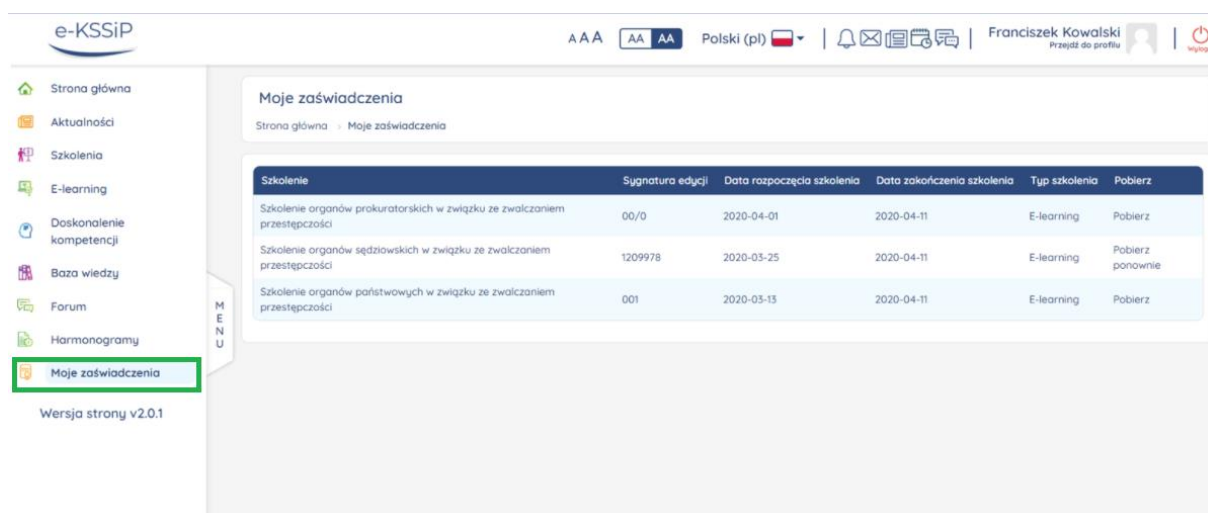 e-KSSiP
A A A AA AA Polski (pl) Franciszek Kowalski
Przejdź do profilu
Strona główna
Aktualności
Szkolenia
E-learning
Doskonalenie
kompetencji
Baza wiedzy
Forum
Harmonogramy
Moje zaświadczenia
Wersja strony v2.0.1
MENU
Moje zaświadczenia
Strona główna > Moje zaświadczenia
Szkolenie Sygnatura edycji Data rozpoczęcia szkolenia Data zakończenia szkolenia Typ szkolenia Pobierz
Szkolenie organów prokuratorskich w związku ze zwalczaniem
przestępczości 00/0 2020-04-01 2020-04-11 E-learning Pobierz
Szkolenie organów sędziowskich w związku ze zwalczaniem
przestępczości 1209978 2020-03-25 2020-04-11 E-learning Pobierz
ponownie
Szkolenie organów państwowych w związku ze zwalczaniem
przestępczości 001 2020-03-13 2020-04-11 E-learning Pobierz